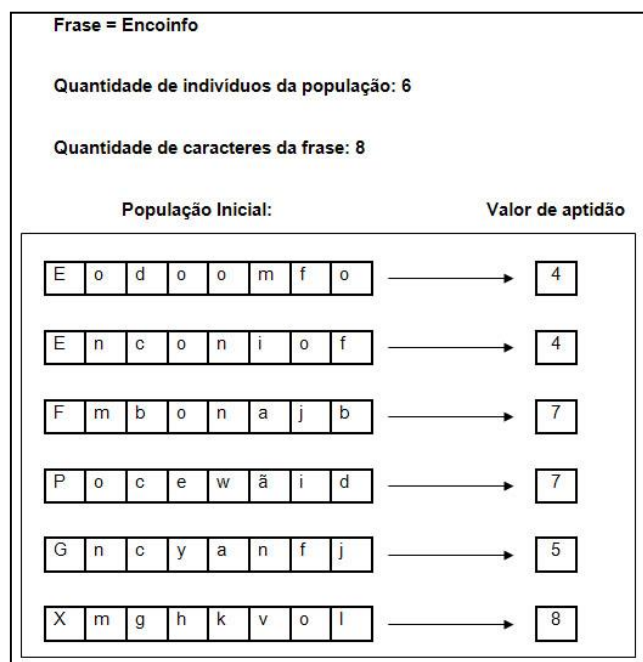 Frase = Encoinfo
Quantidade de indivíduos da população: 6
Quantidade de caracteres da frase: 8
População Inicial: Valor de aptidão
E o d o o m f o 4
E n c o n i o f 4
F m b o n a j b 7
P o c e w ã i d 7
G n c y a n f j 5
X m g h k v o l 8